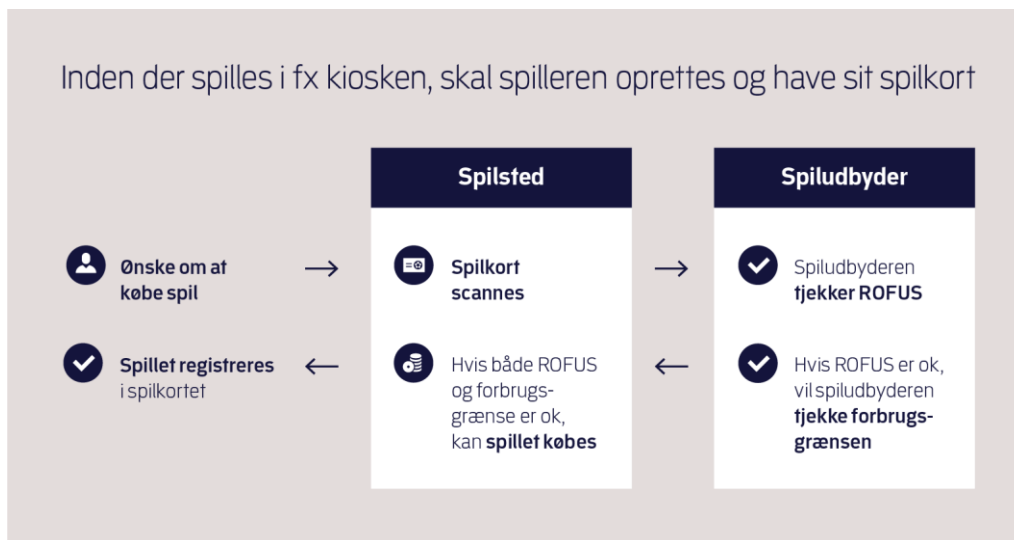 Inden der spilles i fx kiosken, skal spilleren oprettes og have sit spilkort
Spilsted
Spiludbyder
Ønske om at
købe spil
Spilkort
scannes
Spiludbyderen
tjekker ROFUS
Spillet registreres
i spilkortet
Hvis både ROFUS
og forbrugs-
grænse er ok,
kan spillet købes
Hvis ROFUS er ok,
vil spiludbyderen
tjekke forbrugs-
grænsen